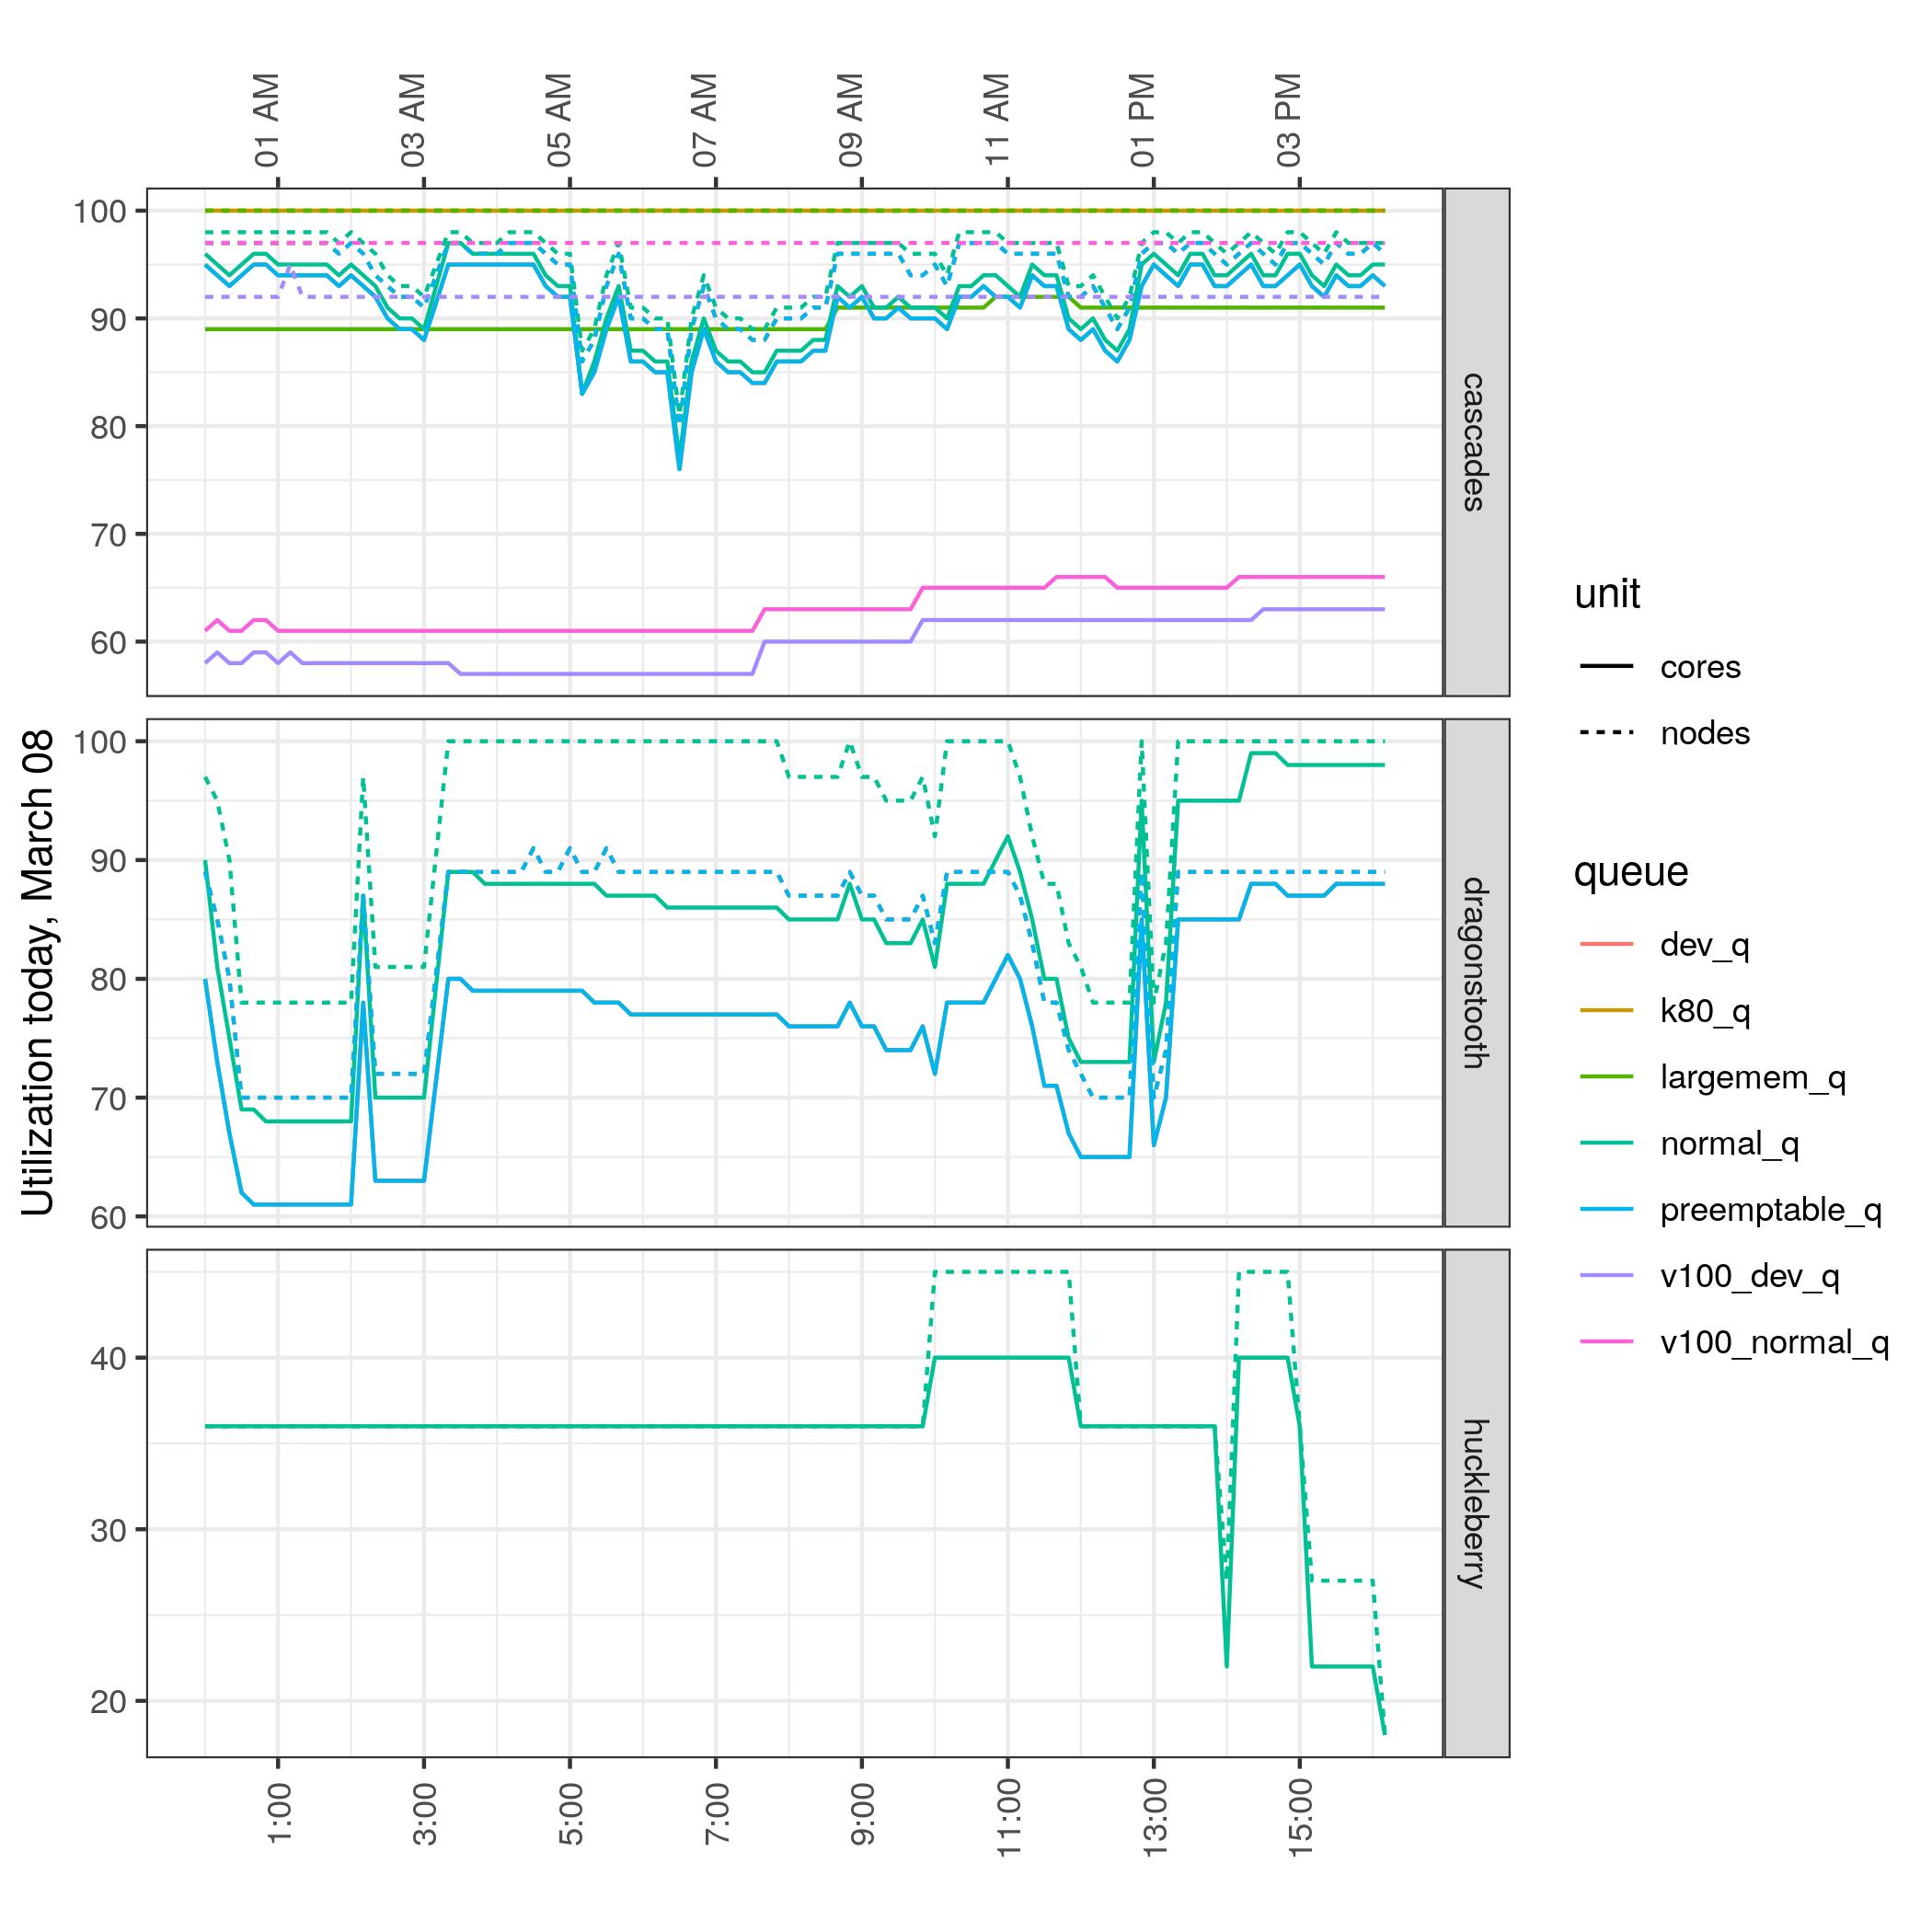 01 AM 03 AM 05 AM 07 AM 09 AM 11 AM 01 PM 03 PM
Utilization today, March 08
100
90
80
70
60
cascades
100
90
80
70
60
dragonstooth
40
30
20
huckleberry
1:00 3:00 5:00 7:00 9:00 11:00 13:00 15:00
unit
cores
nodes
queue
dev_q
k80_q
largemem_q
normal_q
preemptable_q
v100_dev_q
v100_normal_q